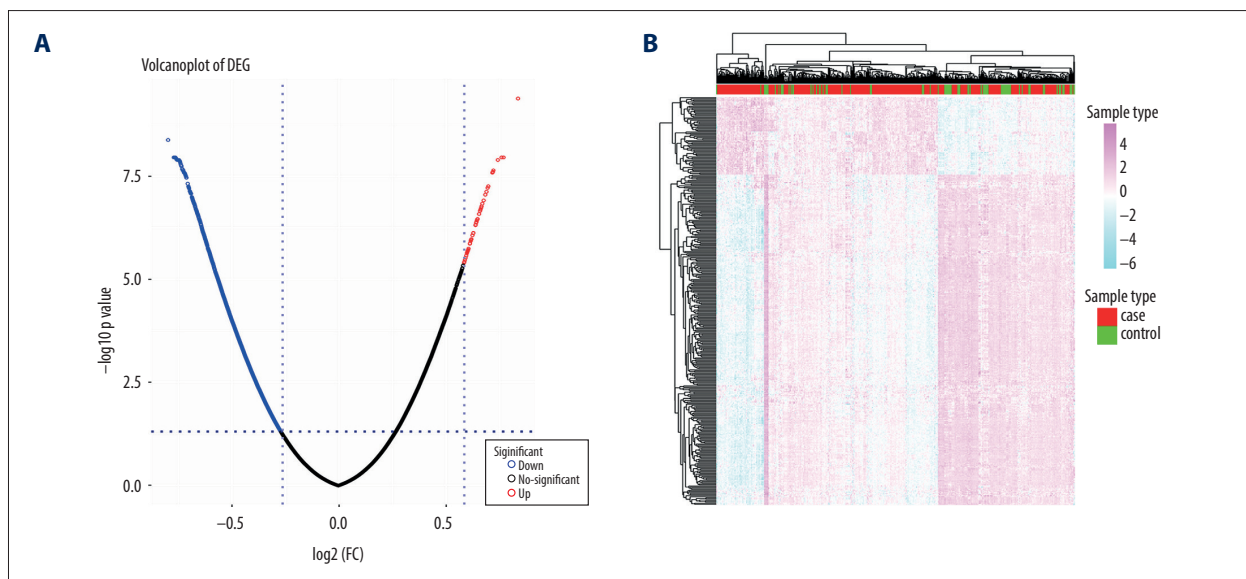 A
Volcanoplot of DEG
7.5
5.0
2.5
0.0
−log10 p value
−0.5
0.0
0.5
log2 (FC)
Siginificant
Down
No-significant
Up
B
Sample type
4
2
0
−2
−4
−6
Sample type
case
control